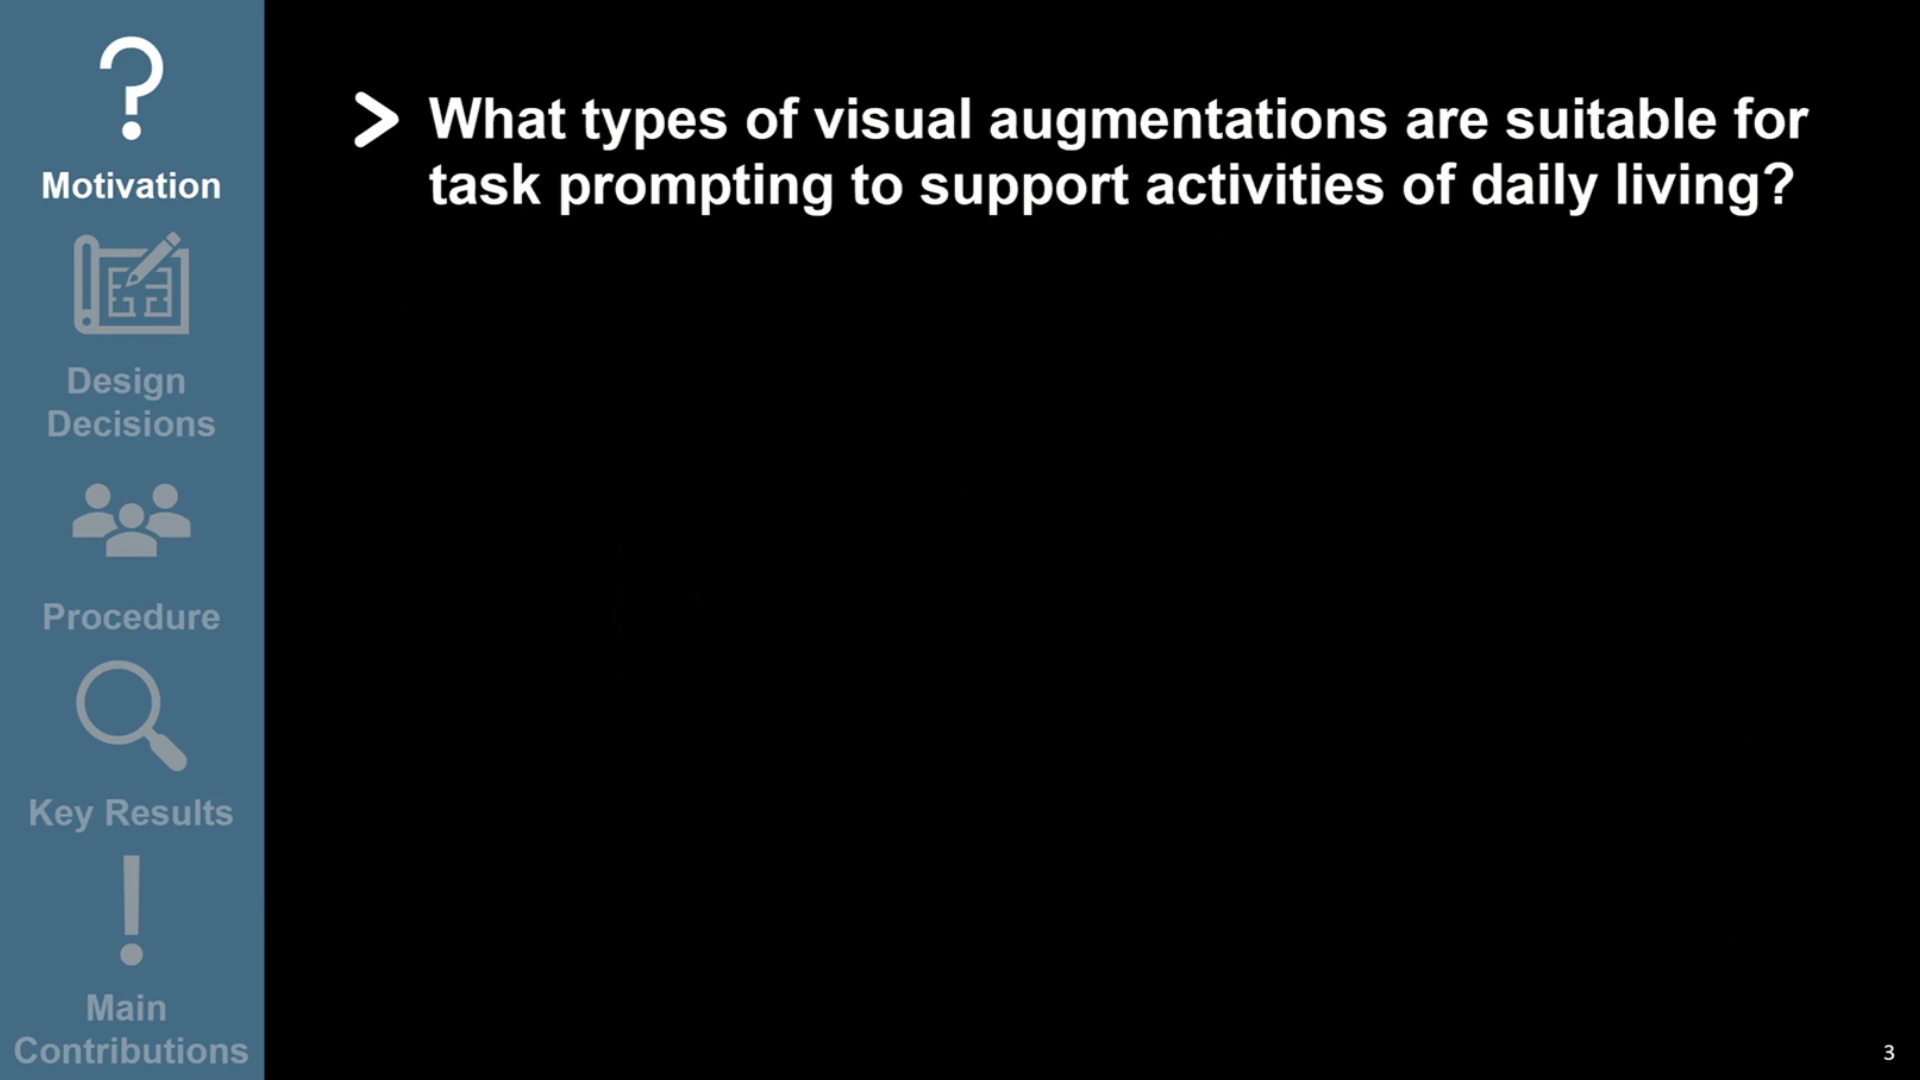 Motivation
Design
Decisions
Procedure
Key Results
Main
Contributions
What types of visual augmentations are suitable for
task prompting to support activities of daily living?
3